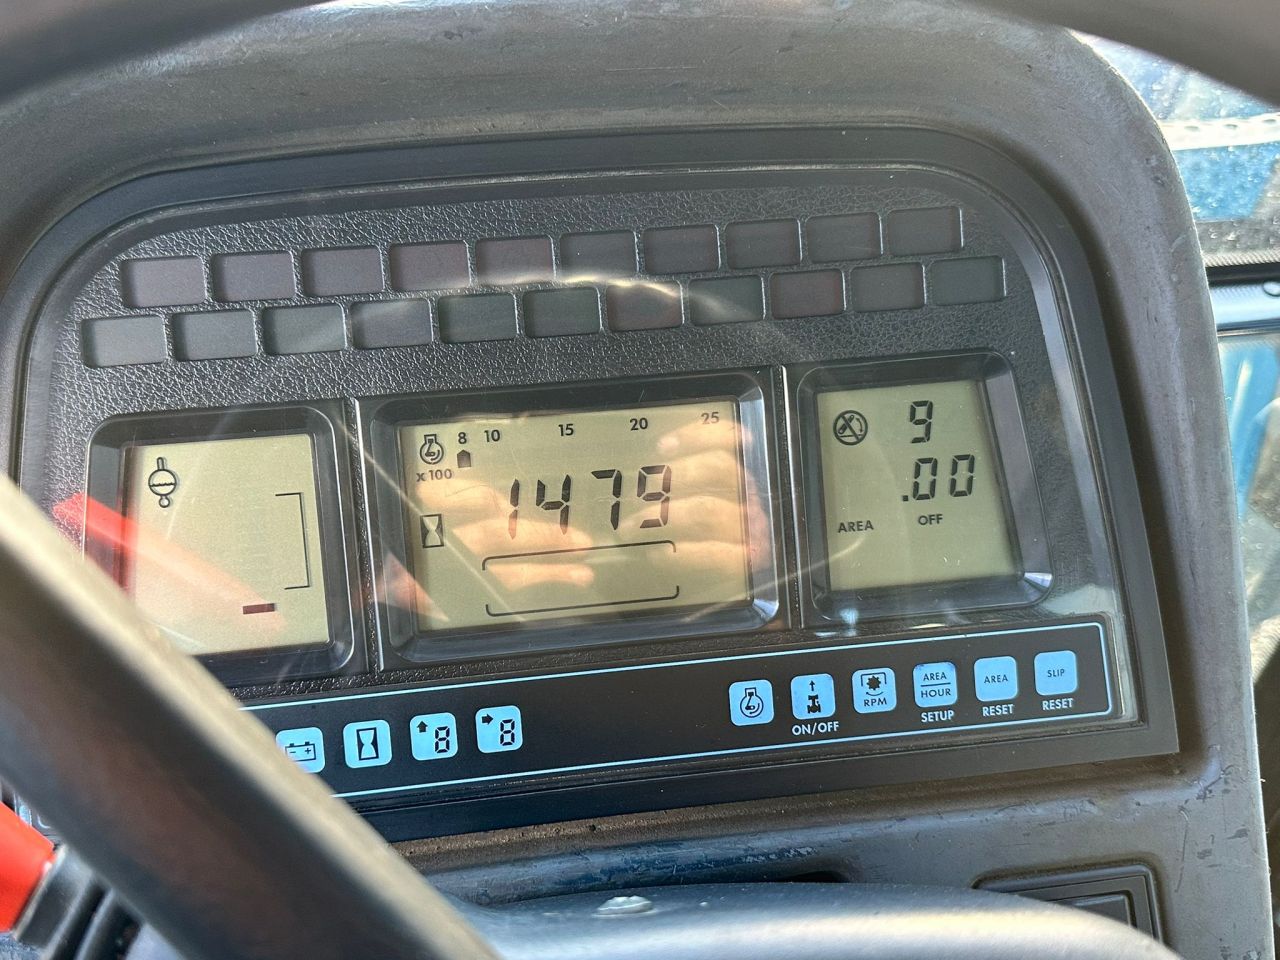 8 10 15 20 25
x100
1479
9
.00
AREA OFF
8 8
ON/OFF
RPM
AREA
HOUR
SETUP
AREA
RESET
SLIP
RESET